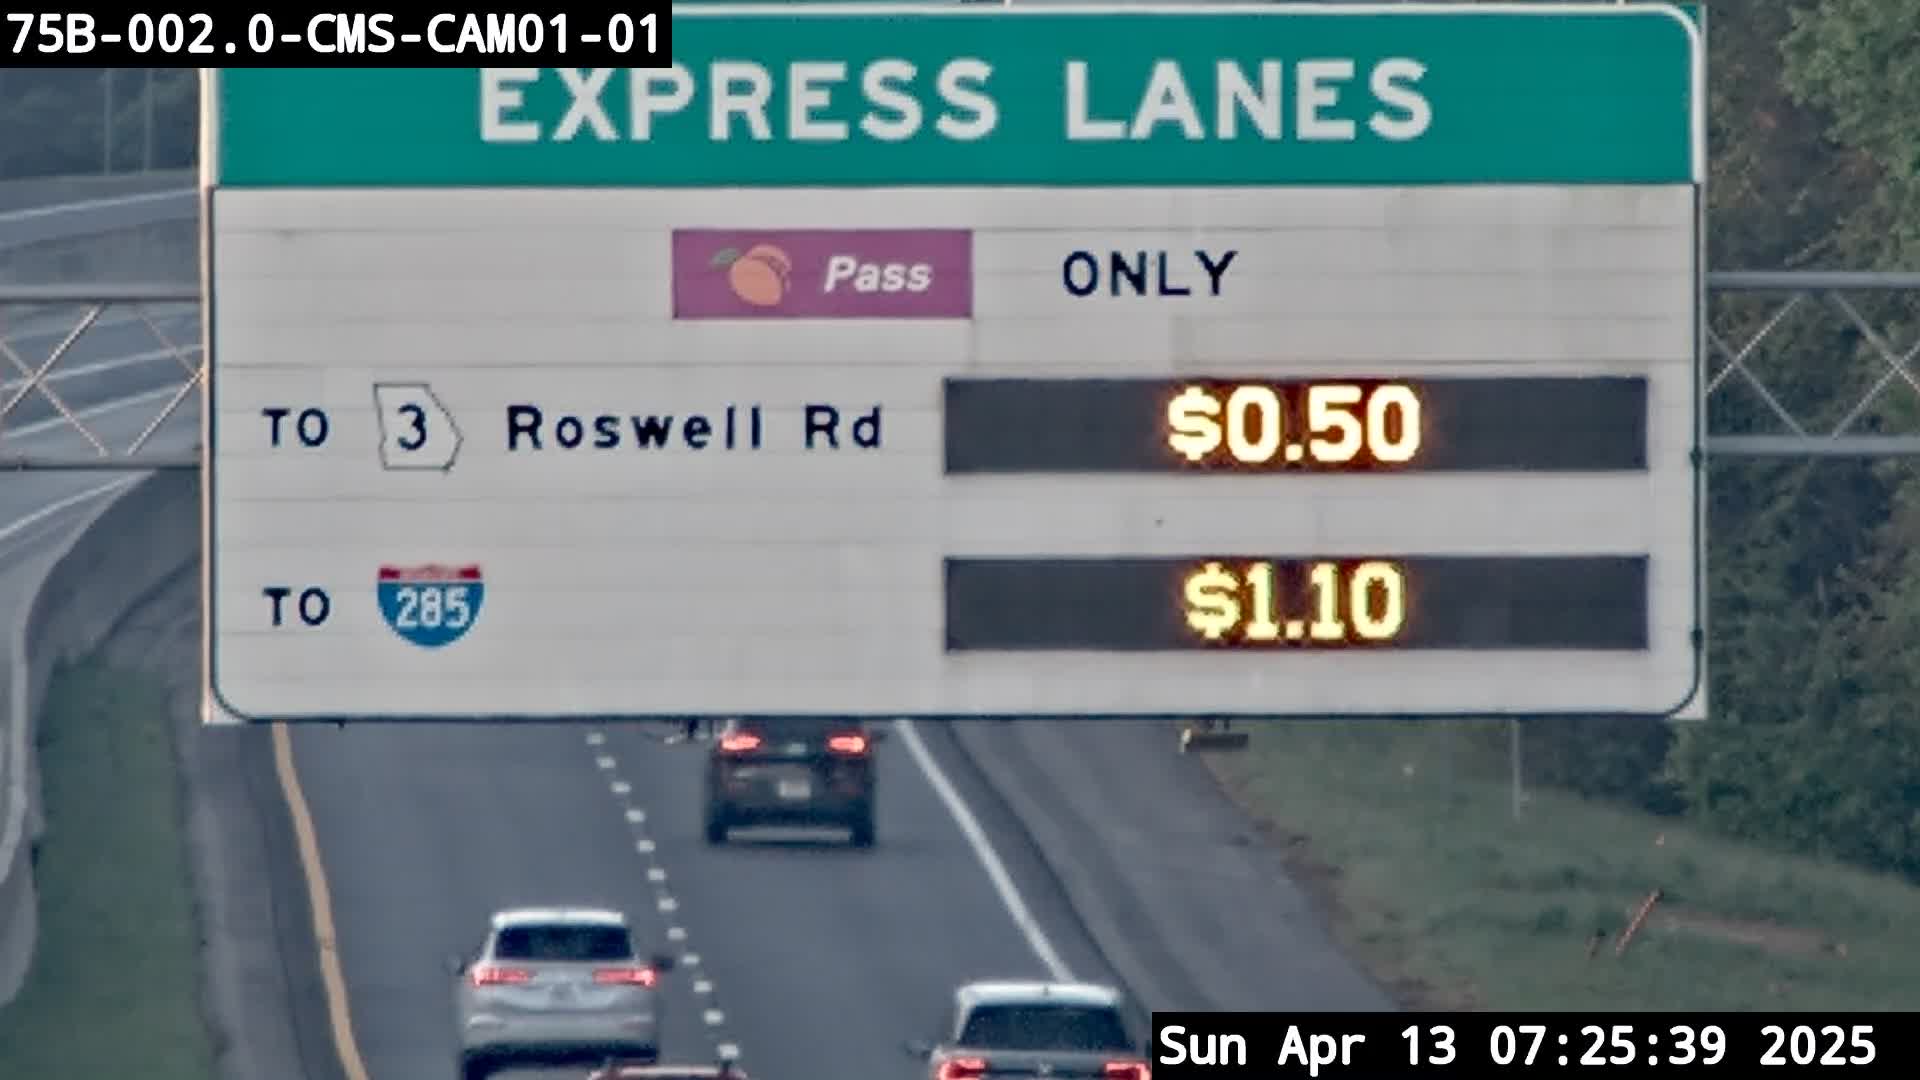 75B-002.0-CMS-CAM01-01
EXPRESS LANES
Pass ONLY
TO 3 Roswell Rd $0.50
TO 285 $1.10
Sun Apr 13 07:25:39 2025